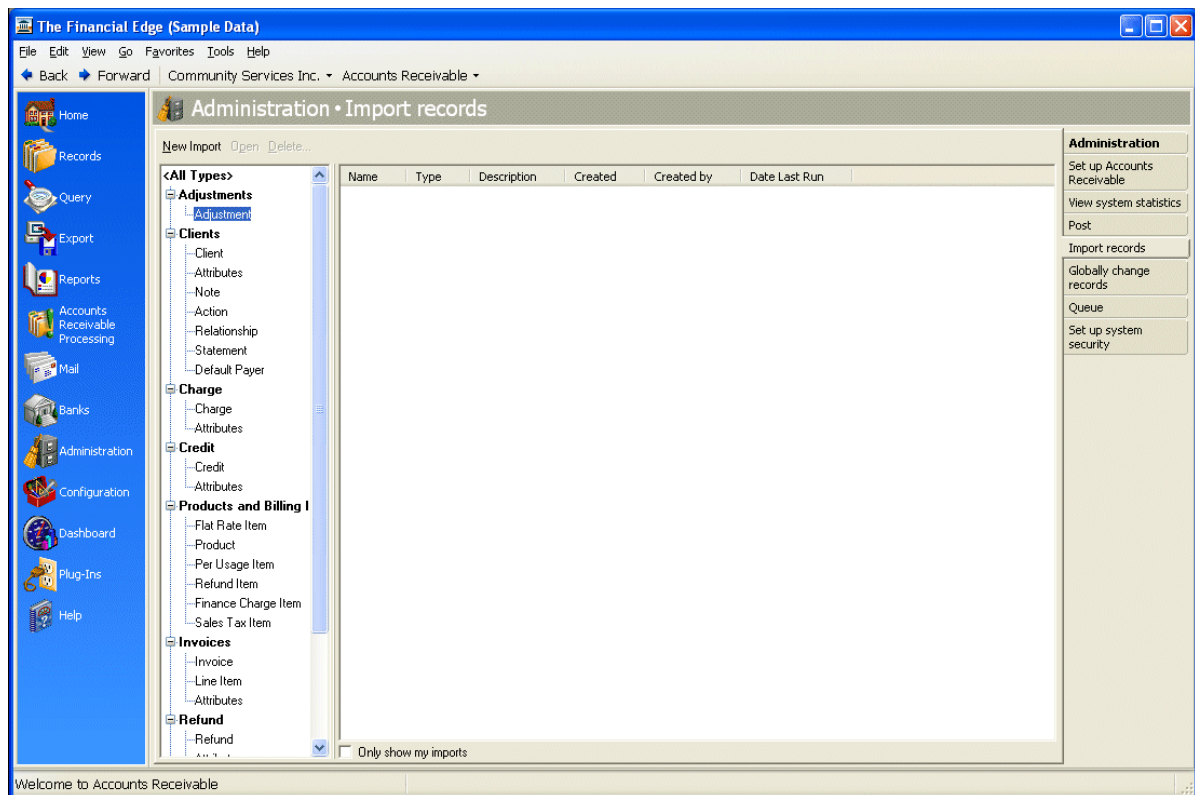 The Financial Edge (Sample Data)
File Edit View Go Favorites Tools Help
Back Forward Community Services Inc. Accounts Receivable
Administration • Import records
Home
Records
Query
Export
Reports
Accounts
Receivable
Processing
Mail
Banks
Administration
Configuration
Dashboard
Plug-Ins
Help
New Import Open Delete...
<All Types>
Adjustments
Adjustment
Clients
Client
Attributes
Note
Action
Relationship
Statement
Default Payer
Charge
Charge
Attributes
Credit
Credit
Attributes
Products and Billing I
Flat Rate Item
Product
Per Usage Item
Refund Item
Finance Charge Item
Sales Tax Item
Invoices
Invoice
Line Item
Attributes
Refund
Refund
Name Type Description Created Created by Date Last Run
Only show my imports
Administration
Set up Accounts
Receivable
View system statistics
Post
Import records
Globally change
records
Queue
Set up system
security
Welcome to Accounts Receivable